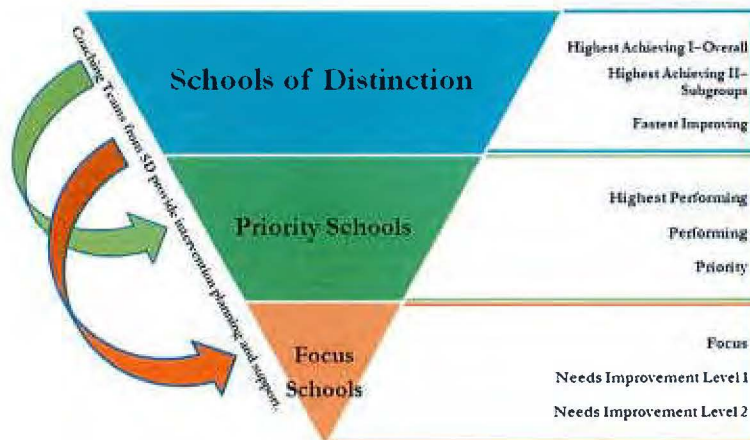 Coaching Teams from SD provide intervention planning and support.
Schools of Distinction
Highest Achieving I–Overall
Highest Achieving II–
Subgroups
Fastest Improving
Priority Schools
Highest Performing
Performing
Priority
Focus
Schools
Focus
Needs Improvement Level 1
Needs Improvement Level 2